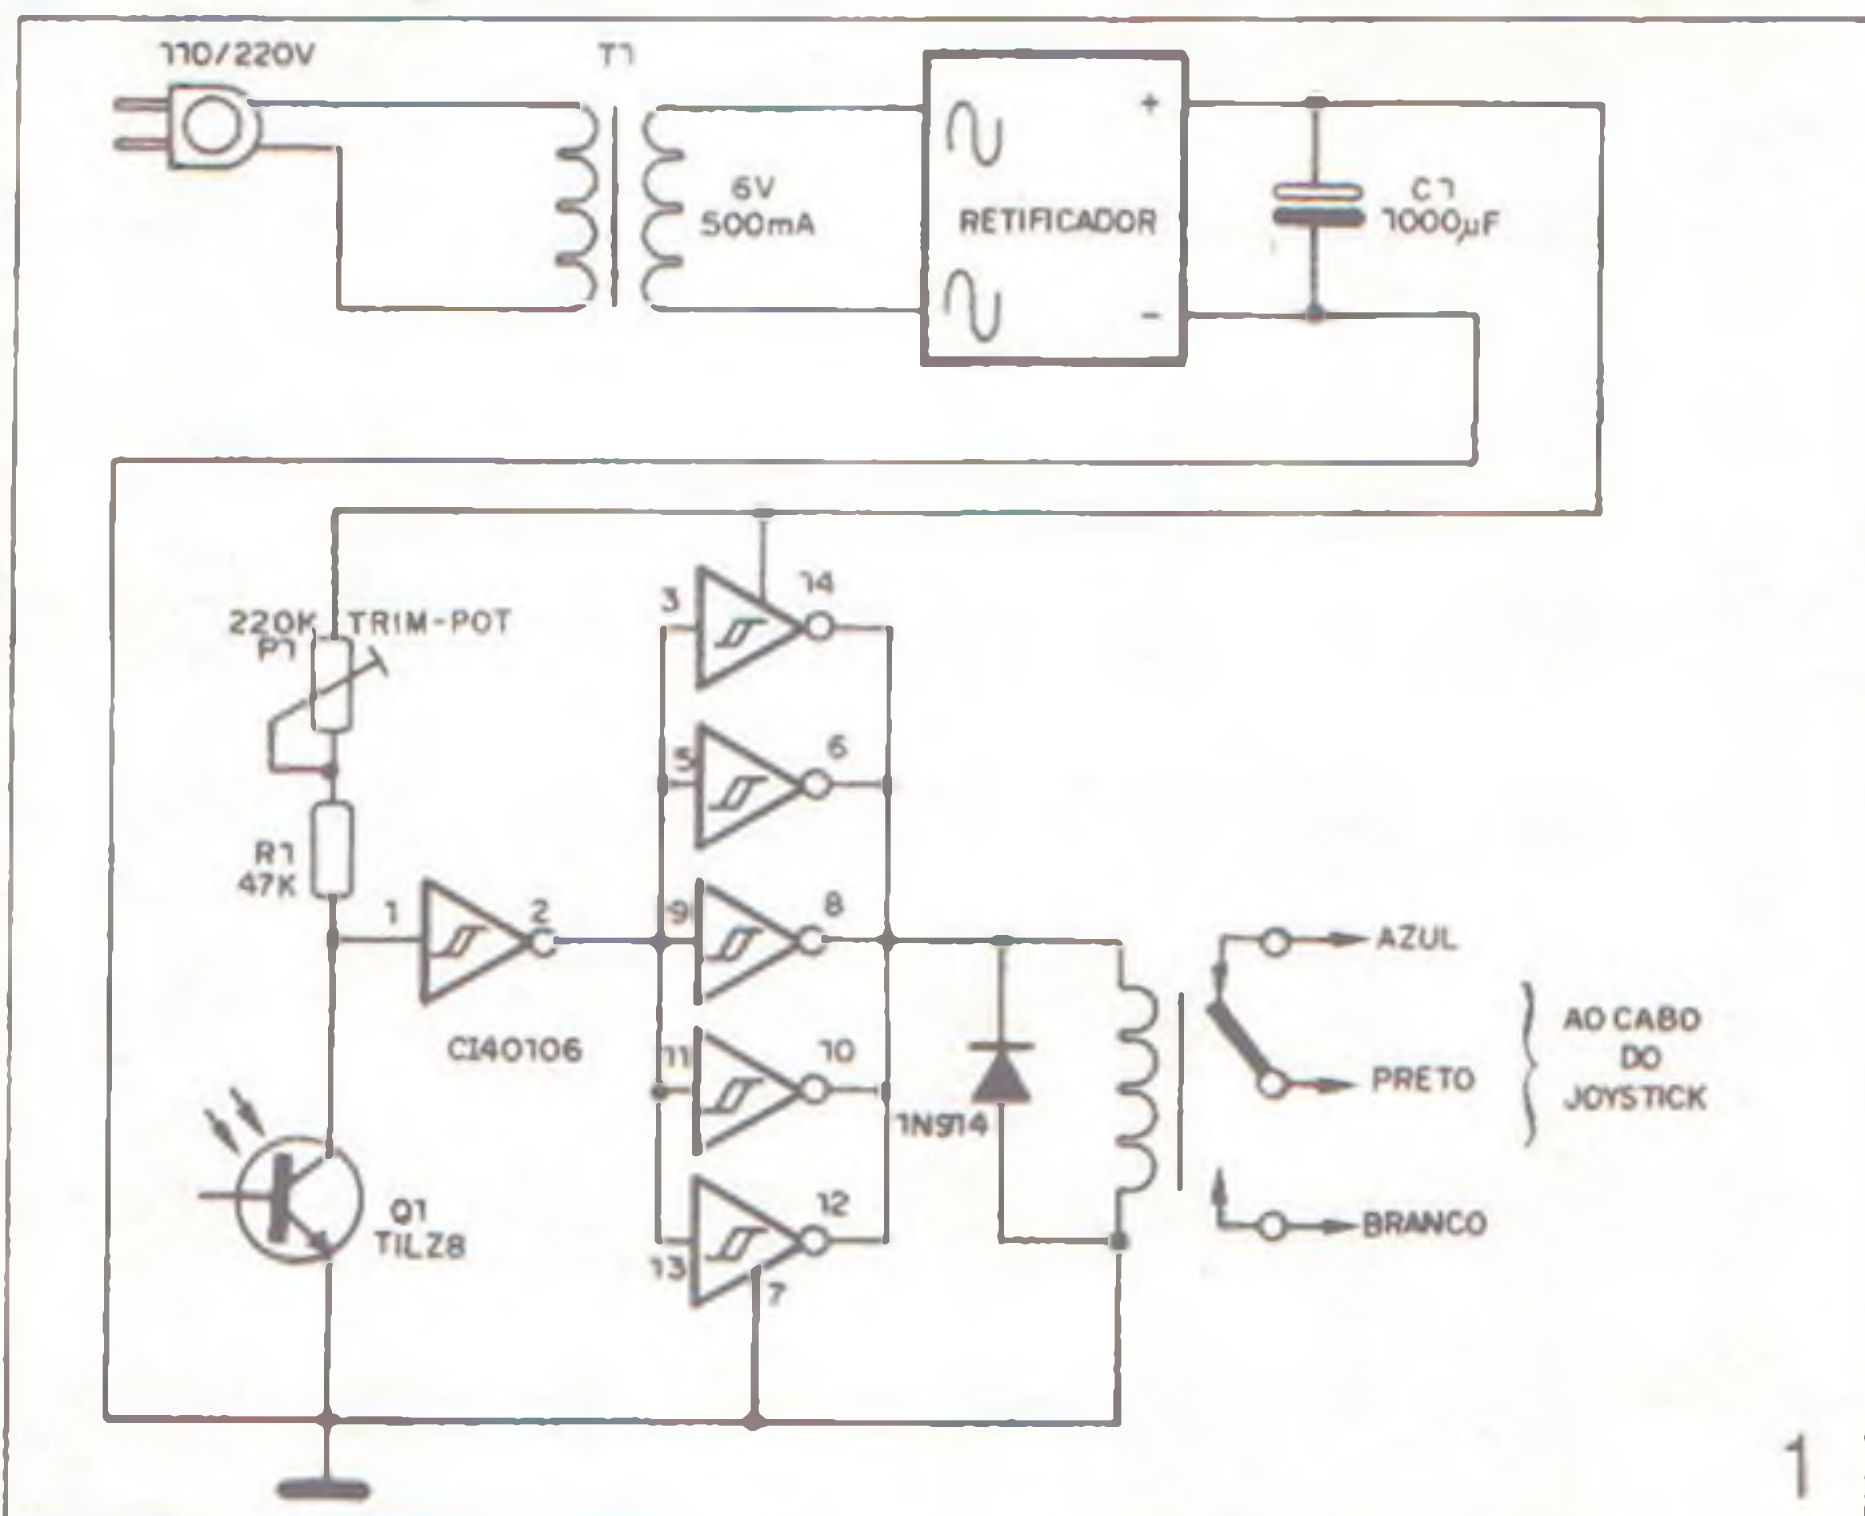 110/220V
T1
6V
500mA
+
-
RETIFICADOR
C1
1000µF
220K TRIM-POT
P1
R1
47K
1
2
CI40106
3
14
5
6
9
8
11
10
13
12
7
1N914
Q1
TIL78
AZUL
PRETO
BRANCO
AO CABO
DO
JOYSTICK
1